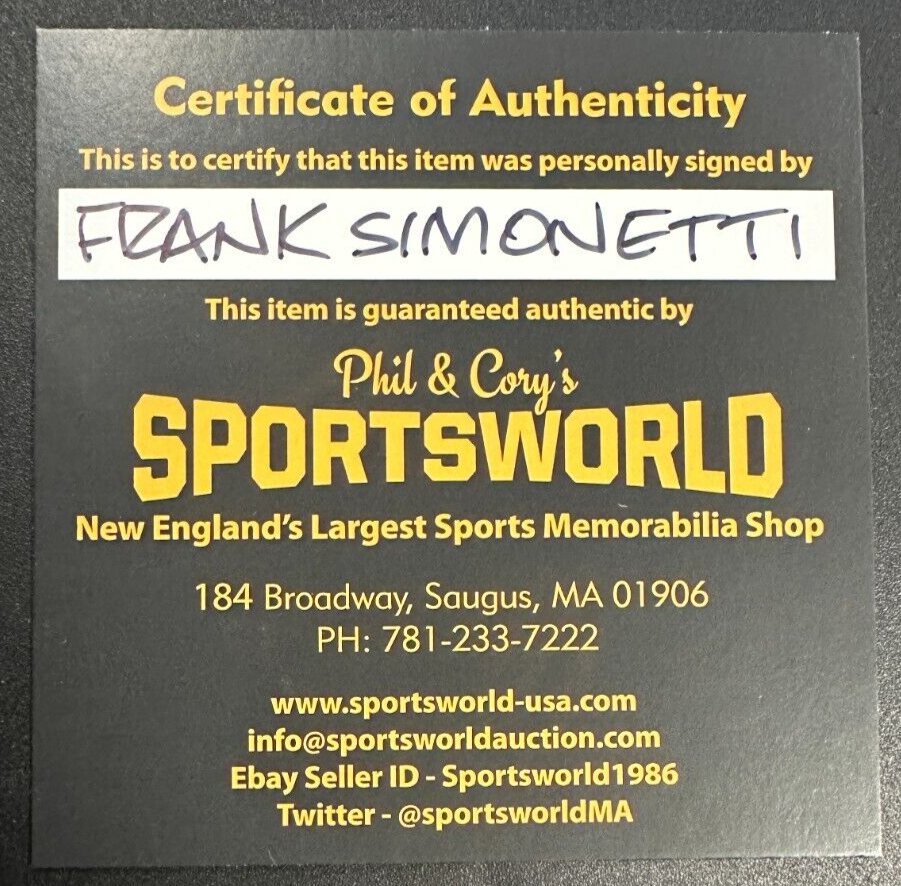 Certificate of Authenticity
This is to certify that this item was personally signed by
FRANK SIMONETTI
This item is guaranteed authentic by
Phil & Cory's
SPORTSWORLD
New England's Largest Sports Memorabilia Shop
184 Broadway, Saugus, MA 01906
PH: 781-233-7222
www.sportsworld-usa.com
info@sportsworldauction.com
Ebay Seller ID - Sportsworld1986
Twitter - @sportsworldMA